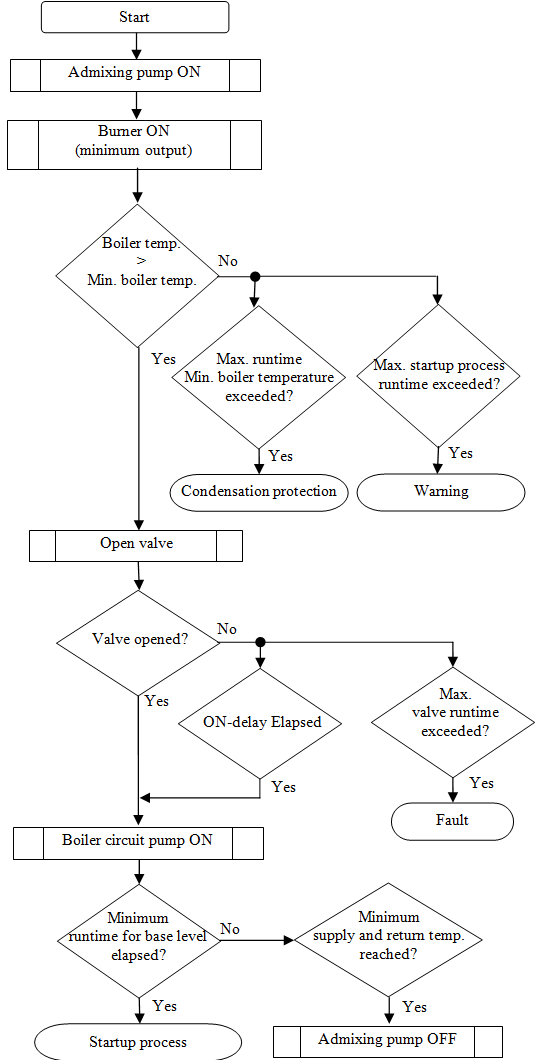 Start
Admixing pump ON
Burner ON
(minimum output)
Boiler temp.
>
Min. boiler temp.
No
Yes
Max. runtime
Min. boiler temperature
exceeded?
Max. startup process
runtime exceeded?
Yes
Yes
Condensation protection
Warning
Open valve
Valve opened?
No
Yes
ON-delay Elapsed
Max.
valve runtime
exceeded?
Yes
Yes
Fault
Boiler circuit pump ON
Minimum
runtime for base level
elapsed?
No
Minimum
supply and return temp.
reached?
Yes
Yes
Startup process
Admixing pump OFF